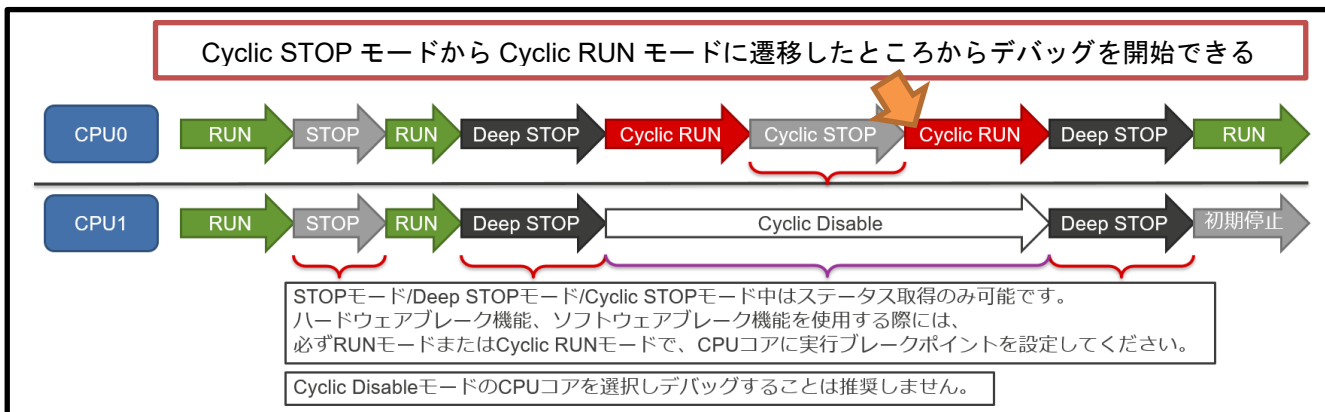 Cyclic STOP モードから Cyclic RUN モードに遷移したところからデバッグを開始できる
CPU0 RUN STOP RUN Deep STOP Cyclic RUN Cyclic STOP Cyclic RUN Deep STOP RUN
CPU1 RUN STOP RUN Deep STOP Cyclic Disable Deep STOP 初期停止
STOPモード/Deep STOPモード/Cyclic STOPモード中はステータス取得のみ可能です。
ハードウェアブレーク機能、ソフトウェアブレーク機能を使用する際には、
必ずRUNモードまたはCyclic RUNモードで、CPUコアに実行ブレークポイントを設定してください。
Cyclic DisableモードのCPUコアを選択しデバッグすることは推奨しません。